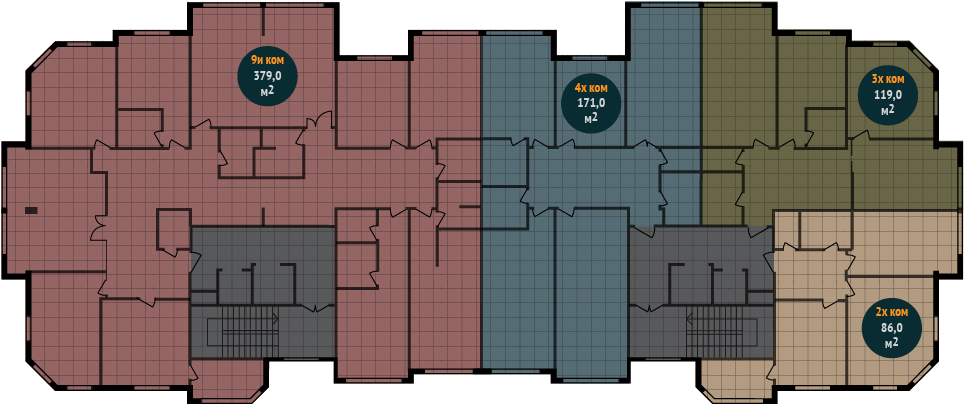 9и ком
379,0
м2
4х ком
171,0
м2
3х ком
119,0
м2
2х ком
86,0
м2